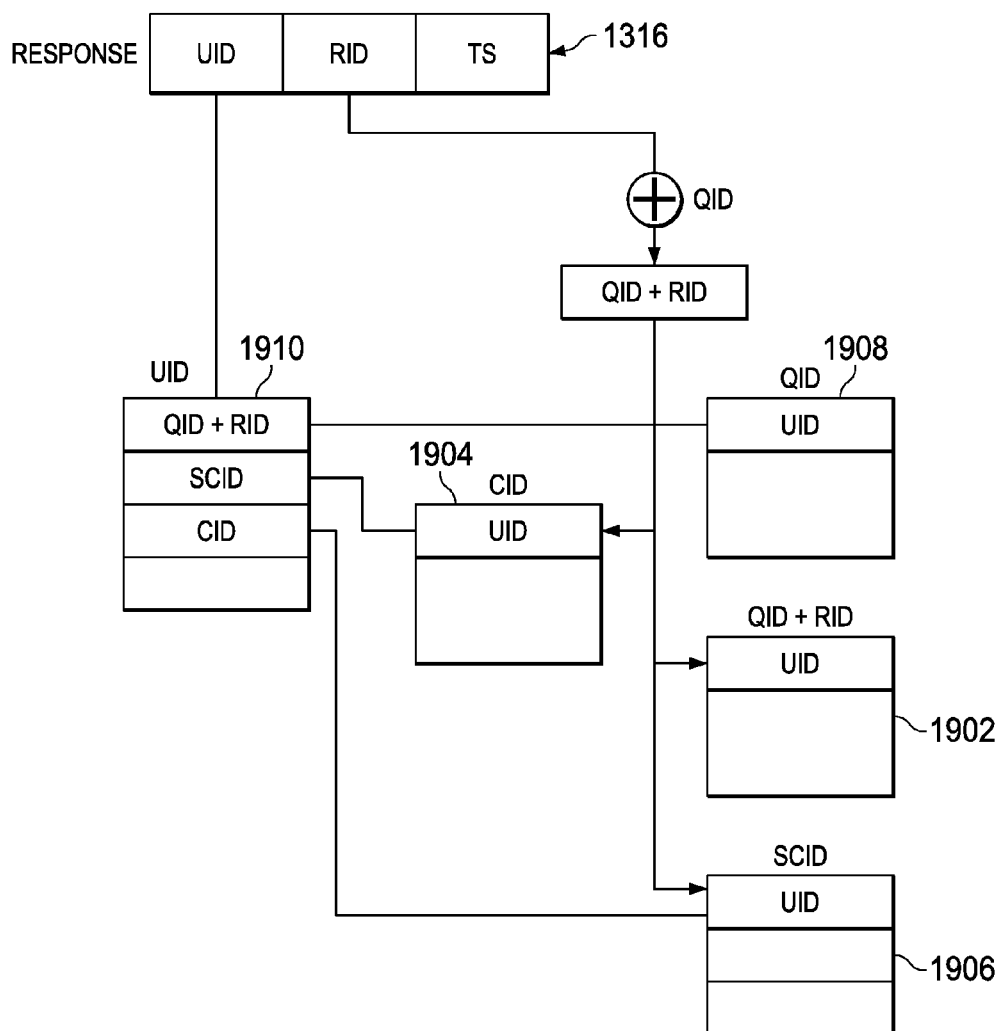 RESPONSE UID RID TS 1316
QID
QID + RID
1910
UID
1908
QID
QID + RID
UID
1904
SCID
CID
CID
UID
QID + RID
UID
1902
SCID
UID
1906